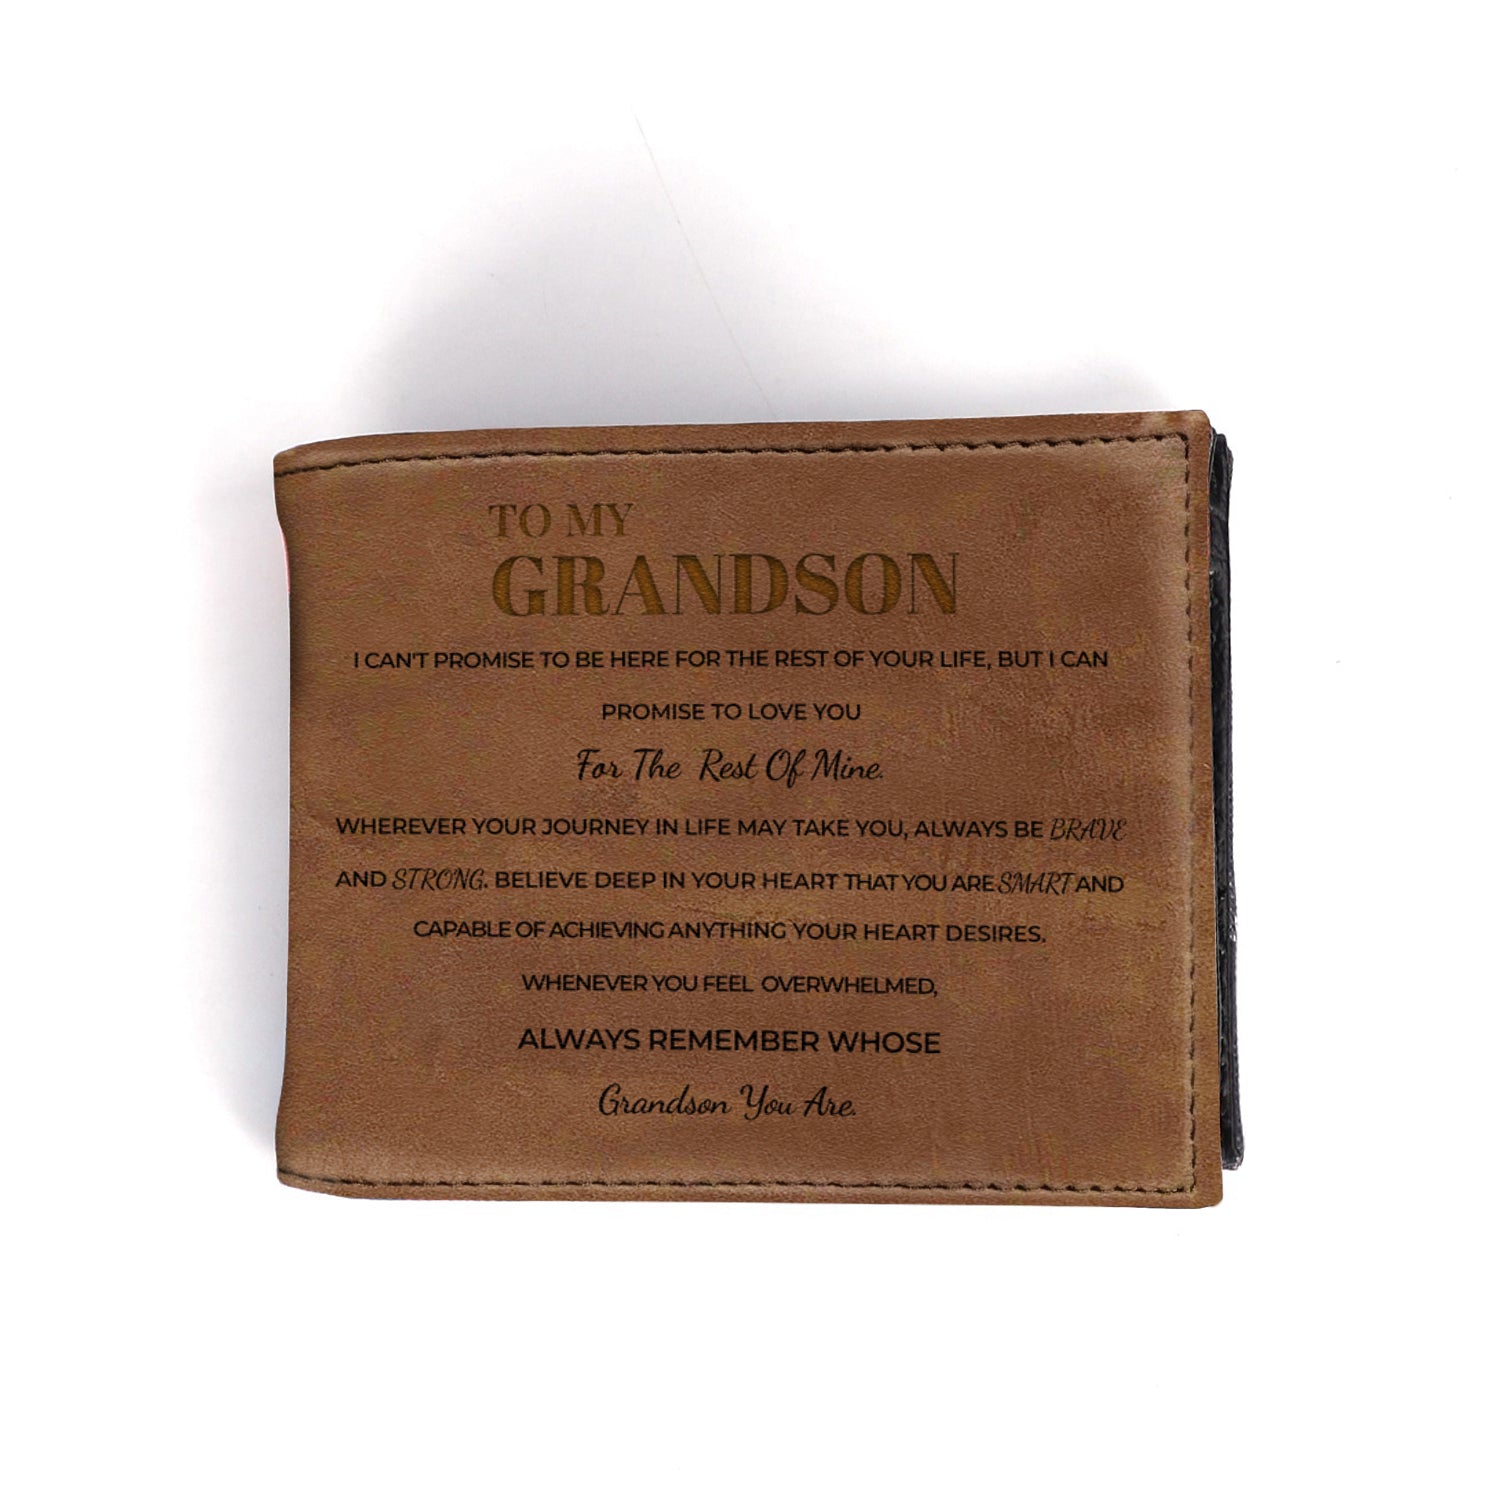 TO MY
GRANDSON
I CAN'T PROMISE TO BE HERE FOR THE REST OF YOUR LIFE, BUT I CAN
PROMISE TO LOVE YOU
For The Rest Of Mine.
WHEREVER YOUR JOURNEY IN LIFE MAY TAKE YOU, ALWAYS BE BRAVE
AND STRONG. BELIEVE DEEP IN YOUR HEART THAT YOU ARE SMART AND
CAPABLE OF ACHIEVING ANYTHING YOUR HEART DESIRES.
WHENEVER YOU FEEL OVERWHELMED,
ALWAYS REMEMBER WHOSE
Grandson You Are.